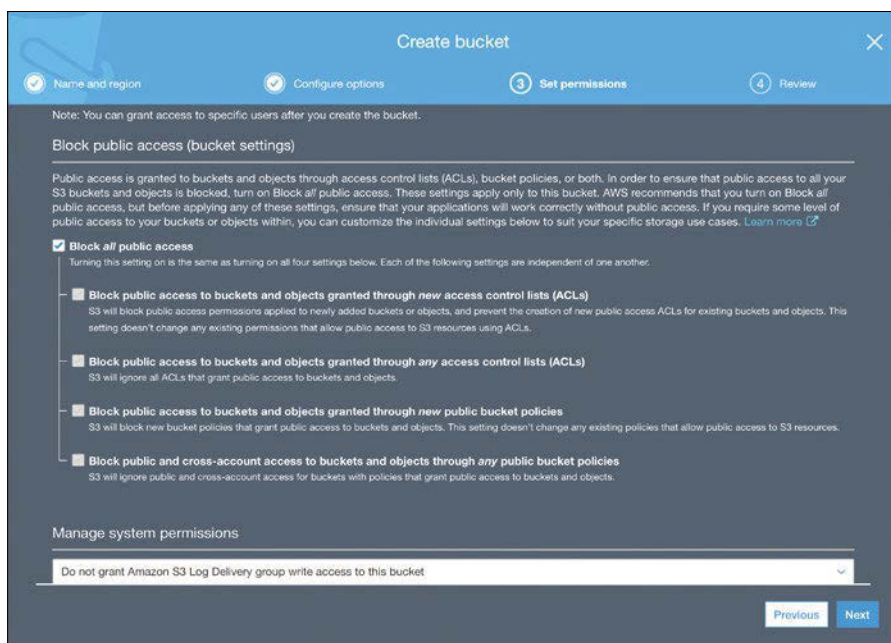 Create bucket
Name and region
Configure options
3 Set permissions
4 Review
Note: You can grant access to specific users after you create the bucket.
Block public access (bucket settings)
Public access is granted to buckets and objects through access control lists (ACLs), bucket policies, or both. In order to ensure that public access to all your
S3 buckets and objects is blocked, turn on Block all public access. These settings apply only to this bucket. AWS recommends that you turn on Block all
public access, but before applying any of these settings, ensure that your applications will work correctly without public access. If you require some level of
public access to your buckets or objects within, you can customize the individual settings below to suit your specific storage use cases. Learn more
Block all public access
Turning this setting on is the same as turning on all four settings below. Each of the following settings are independent of one another.
Block public access to buckets and objects granted through new access control lists (ACLs)
S3 will block public access permissions applied to newly added buckets or objects, and prevent the creation of new public access ACLs for existing buckets and objects. This
setting doesn't change any existing permissions that allow public access to S3 resources using ACLs.
Block public access to buckets and objects granted through any access control lists (ACLs)
S3 will ignore all ACLs that grant public access to buckets and objects.
Block public access to buckets and objects granted through new public bucket policies
S3 will block new bucket policies that grant public access to buckets and objects. This setting doesn't change any existing policies that allow public access to S3 resources.
Block public and cross-account access to buckets and objects through any public bucket policies
S3 will ignore public and cross-account access for buckets with policies that grant public access to buckets and objects.
Manage system permissions
Do not grant Amazon S3 Log Delivery group write access to this bucket
Previous
Next